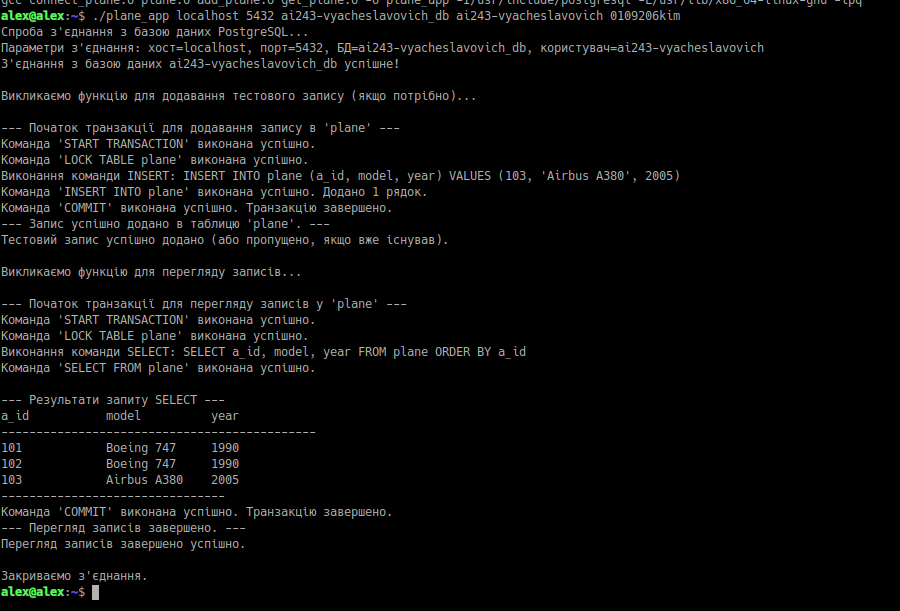 gcc connect_plane.o plane.o add_plane.o get_plane.o -o plane_app -I/usr/include/postgresql -L/usr/lib/x86_64-linux-gnu -lpq
alex@alex:~$ ./plane_app localhost 5432 ai243-vyacheslavovich_db ai243-vyacheslavovich 0109206kim
Спроба з'єднання з базою даних PostgreSQL...
Параметри з'єднання: хост=localhost, порт=5432, БД=ai243-vyacheslavovich_db, користувач=ai243-vyacheslavovich
З'єднання з базою даних ai243-vyacheslavovich_db успішне!
Викликаємо функцію для додавання тестового запису (якщо потрібно)...
--- Початок транзакції для додавання запису в 'plane' ---
Команда 'START TRANSACTION' виконана успішно.
Команда 'LOCK TABLE plane' виконана успішно.
Виконання команди INSERT: INSERT INTO plane (a_id, model, year) VALUES (103, 'Airbus A380', 2005)
Команда 'INSERT INTO plane' виконана успішно. Додано 1 рядок.
Команда 'COMMIT' виконана успішно. Транзакцію завершено.
--- Запис успішно додано в таблицю 'plane'. ---
Тестовий запис успішно додано (або пропущено, якщо вже існував).
Викликаємо функцію для перегляду записів...
--- Початок транзакції для перегляду записів у 'plane' ---
Команда 'START TRANSACTION' виконана успішно.
Команда 'LOCK TABLE plane' виконана успішно.
Виконання команди SELECT: SELECT a_id, model, year FROM plane ORDER BY a_id
Команда 'SELECT FROM plane' виконана успішно.
--- Результати запиту SELECT ---
a_id model year
---------------------------------------------
101 Boeing 747 1990
102 Boeing 747 1990
103 Airbus A380 2005
--------------------------------
Команда 'COMMIT' виконана успішно. Транзакцію завершено.
--- Перегляд записів завершено. ---
Перегляд записів завершено успішно.
Закриваємо з'єднання.
alex@alex:~$